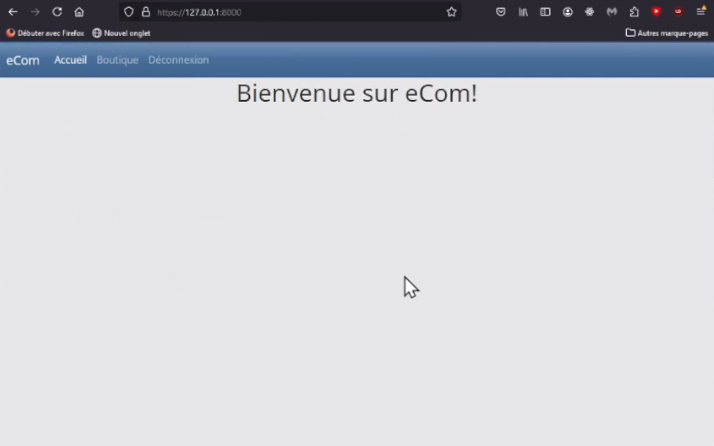 https://127.0.0.1:8000
Débuter avec Firefox Nouvel onglet Autres marque-pages
eCom Accueil Boutique Déconnexion
Bienvenue sur eCom!